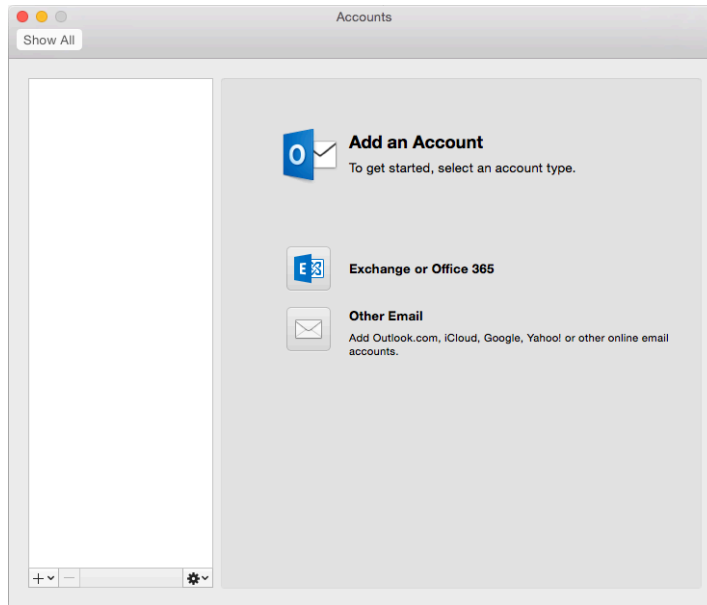 Accounts
Show All
Add an Account
To get started, select an account type.
Exchange or Office 365
Other Email
Add Outlook.com, iCloud, Google, Yahoo! or other online email
accounts.